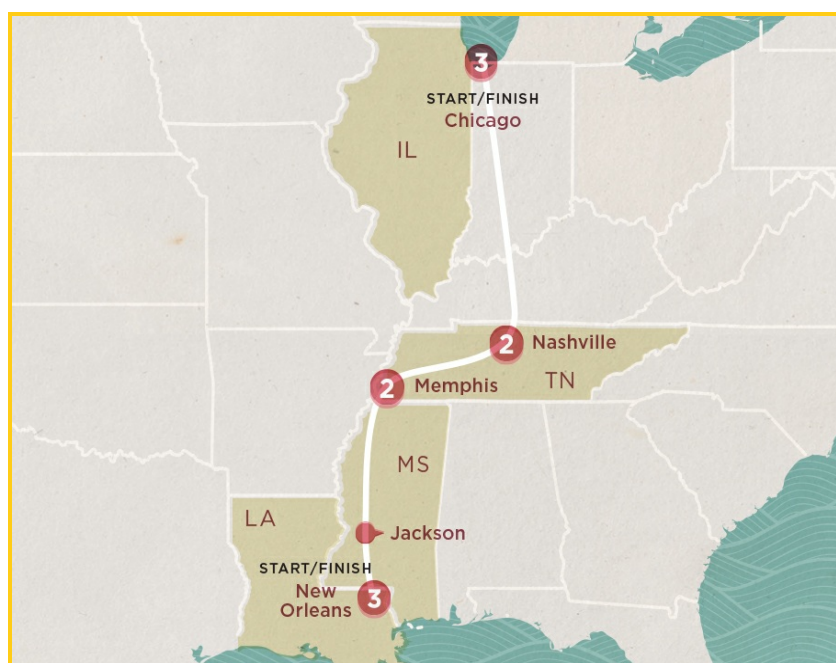 3
START/FINISH
Chicago
IL
2
Nashville
2
Memphis
TN
MS
LA
Jackson
START/FINISH
New
Orleans
3